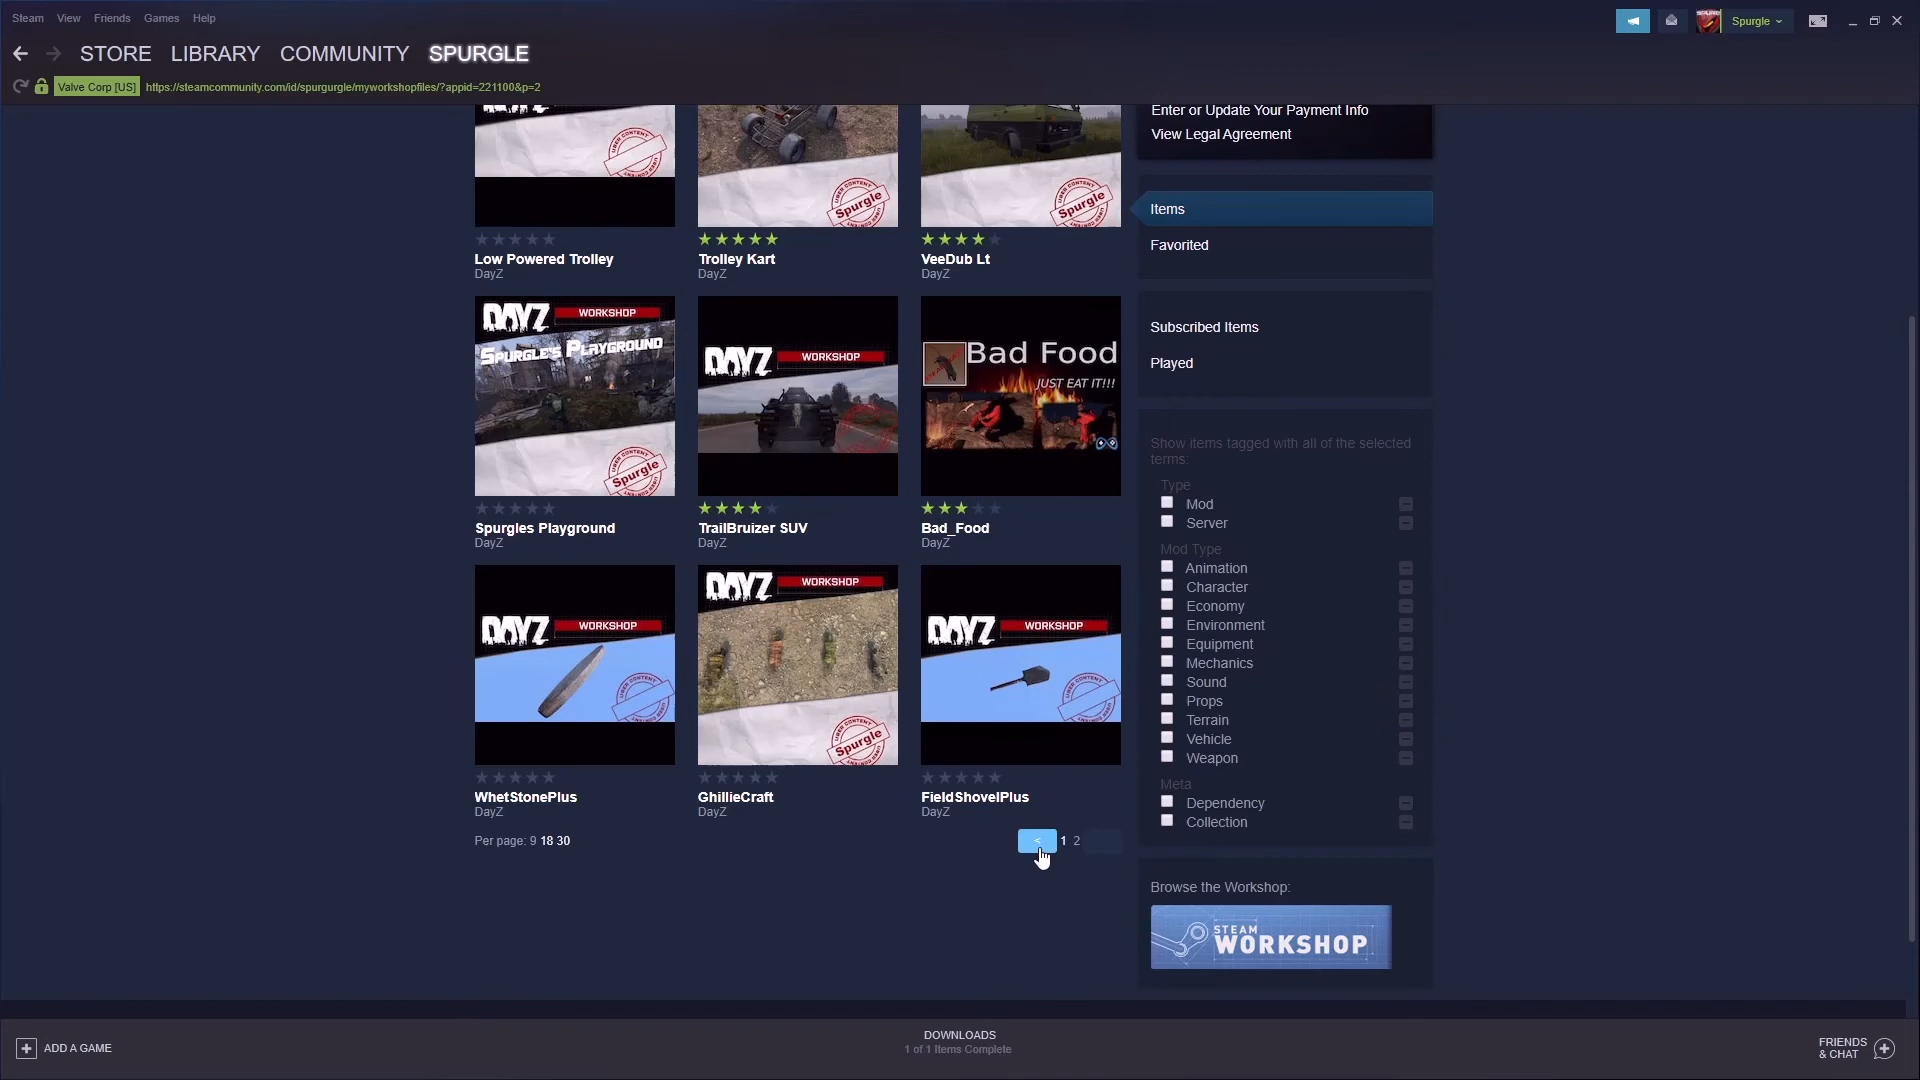 Steam View Friends Games Help
Spurgle
STORE LIBRARY COMMUNITY SPURGLE
Valve Corp [US] https://steamcommunity.com/id/spurgurgle/myworkshopfiles/?appid=221100&p=2
Enter or Update Your Payment Info
View Legal Agreement
Spurgle
Spurgle
Low Powered Trolley
DayZ
Trolley Kart
DayZ
VeeDub Lt
DayZ
Items
Favorited
Subscribed Items
Played
DAYZ WORKSHOP
SPURGLE'S PLAYGROUND
Spurgle
DAYZ WORKSHOP
Bad Food
JUST EAT IT!!!
Spurgles Playground
DayZ
TrailBruizer SUV
DayZ
Bad_Food
DayZ
DAYZ WORKSHOP
DAYZ WORKSHOP
UBER CONTENT
Spurgle
DAYZ WORKSHOP
WhetStonePlus
DayZ
GhillieCraft
DayZ
FieldShovelPlus
DayZ
Per page: 9 18 30
< 1 2
Show items tagged with all of the selected
terms:
Type
Mod
Server
Mod Type
Animation
Character
Economy
Environment
Equipment
Mechanics
Sound
Props
Terrain
Vehicle
Weapon
Meta
Dependency
Collection
Browse the Workshop:
STEAM
WORKSHOP
ADD A GAME
DOWNLOADS
1 of 1 Items Complete
FRIENDS
& CHAT